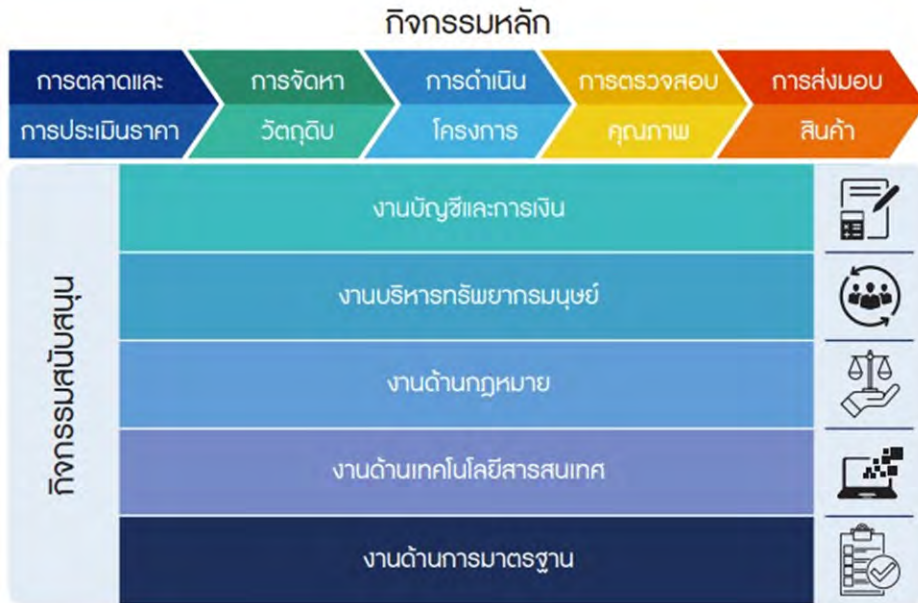 กิจกรรมหลัก
การตลาดและ
การประเมินราคา
การจัดหา
วัตถุดิบ
การดำเนิน
โครงการ
การตรวจสอบ
คุณภาพ
การส่งมอบ
สินค้า
กิจกรรมสนับสนุน
งานบัญชีและการเงิน
งานบริหารทรัพยากรมนุษย์
งานด้านกฎหมาย
งานด้านเทคโนโลยีสารสนเทศ
งานด้านการมาตรฐาน